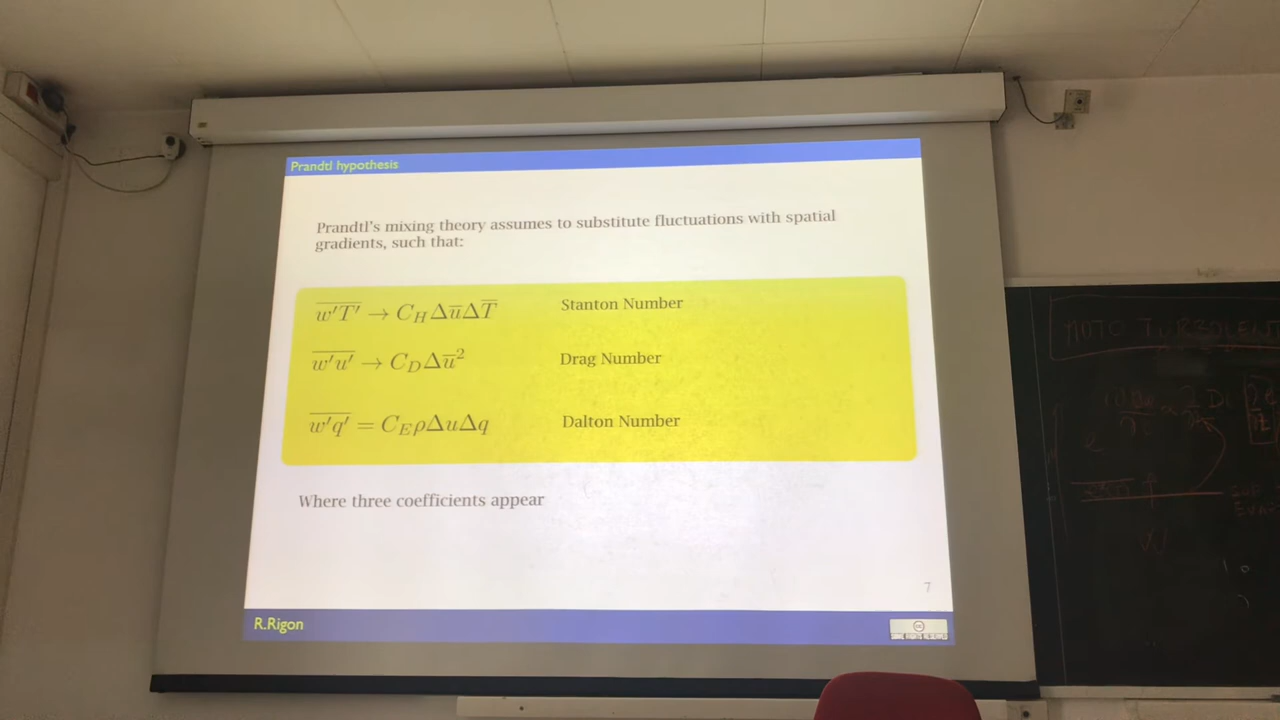 Prandtl hypothesis
Prandtl's mixing theory assumes to substitute fluctuations with spatial
gradients, such that:
$\overline{w'T'} \to C_H \Delta\overline{u}\Delta\overline{T}$ Stanton Number
$\overline{w'u'} \to C_D \Delta\overline{u}^2$ Drag Number
$\overline{w'q'} = C_E \rho \Delta u \Delta q$ Dalton Number
Where three coefficients appear
7
R.Rigon
MOTO TURBOLENT